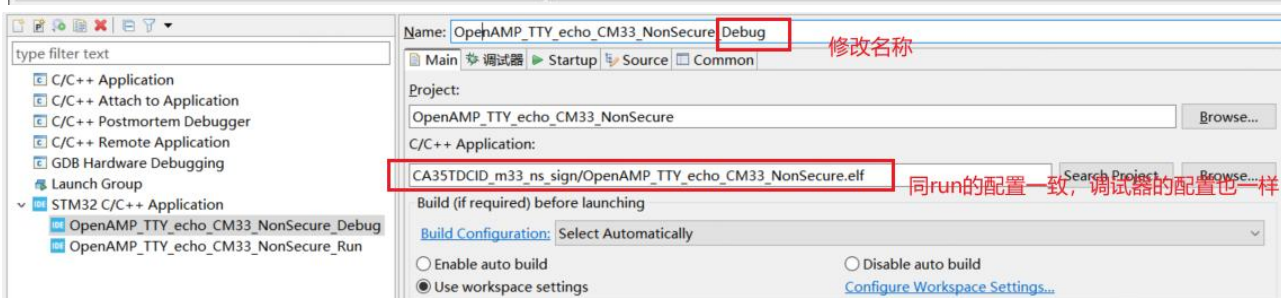 type filter text
C/C++ Application
C/C++ Attach to Application
C/C++ Postmortem Debugger
C/C++ Remote Application
GDB Hardware Debugging
Launch Group
STM32 C/C++ Application
OpenAMP_TTY_echo_CM33_NonSecure_Debug
OpenAMP_TTY_echo_CM33_NonSecure_Run
Name: OpenAMP_TTY_echo_CM33_NonSecure_Debug
修改名称
Main 调试器 Startup Source Common
Project:
OpenAMP_TTY_echo_CM33_NonSecure Browse...
C/C++ Application:
CA35TDCID_m33_ns_sign/OpenAMP_TTY_echo_CM33_NonSecure.elf Search Project... Browse...
同run的配置一致，调试器的配置也一样
Build (if required) before launching
Build Configuration: Select Automatically
Enable auto build Disable auto build
Use workspace settings Configure Workspace Settings...